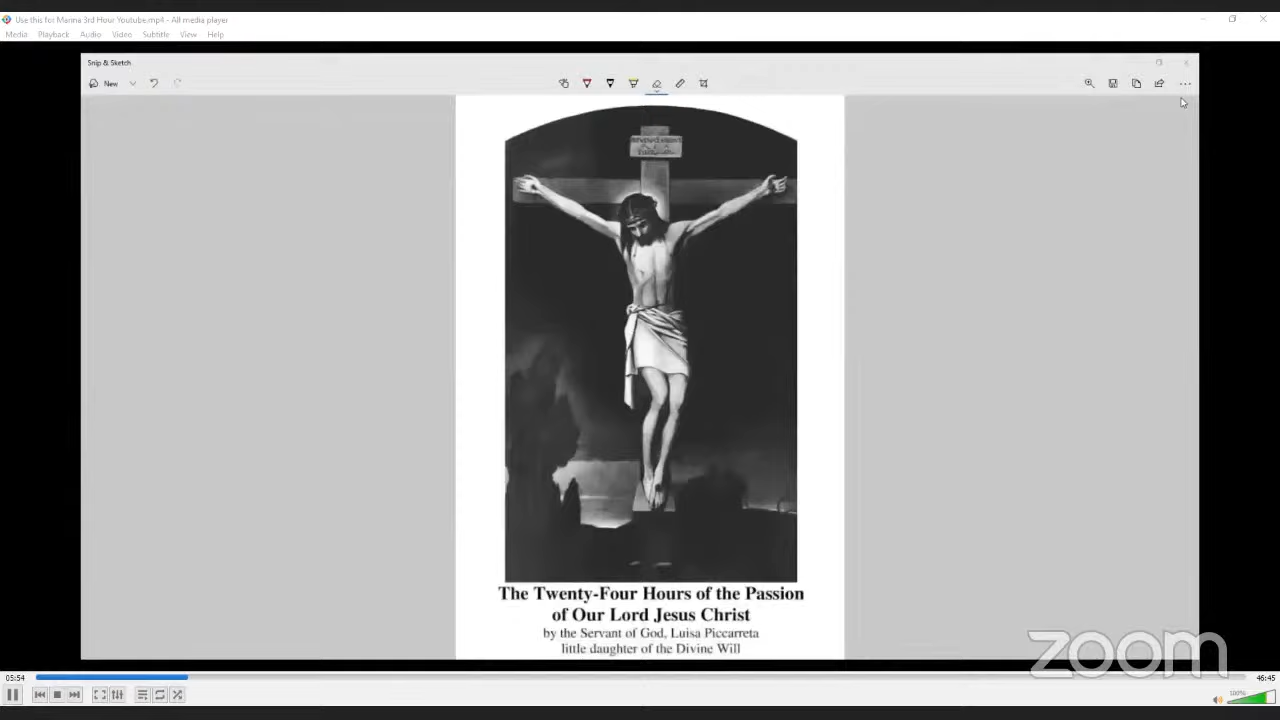 Use this for Marina 3rd Hour Youtube.mp4 - All media player
Media Playback Audio Video Subtitle View Help
Snip & Sketch
New
The Twenty-Four Hours of the Passion
of Our Lord Jesus Christ
by the Servant of God, Luisa Piccarreta
little daughter of the Divine Will
zoom
05:54
46:45
100%